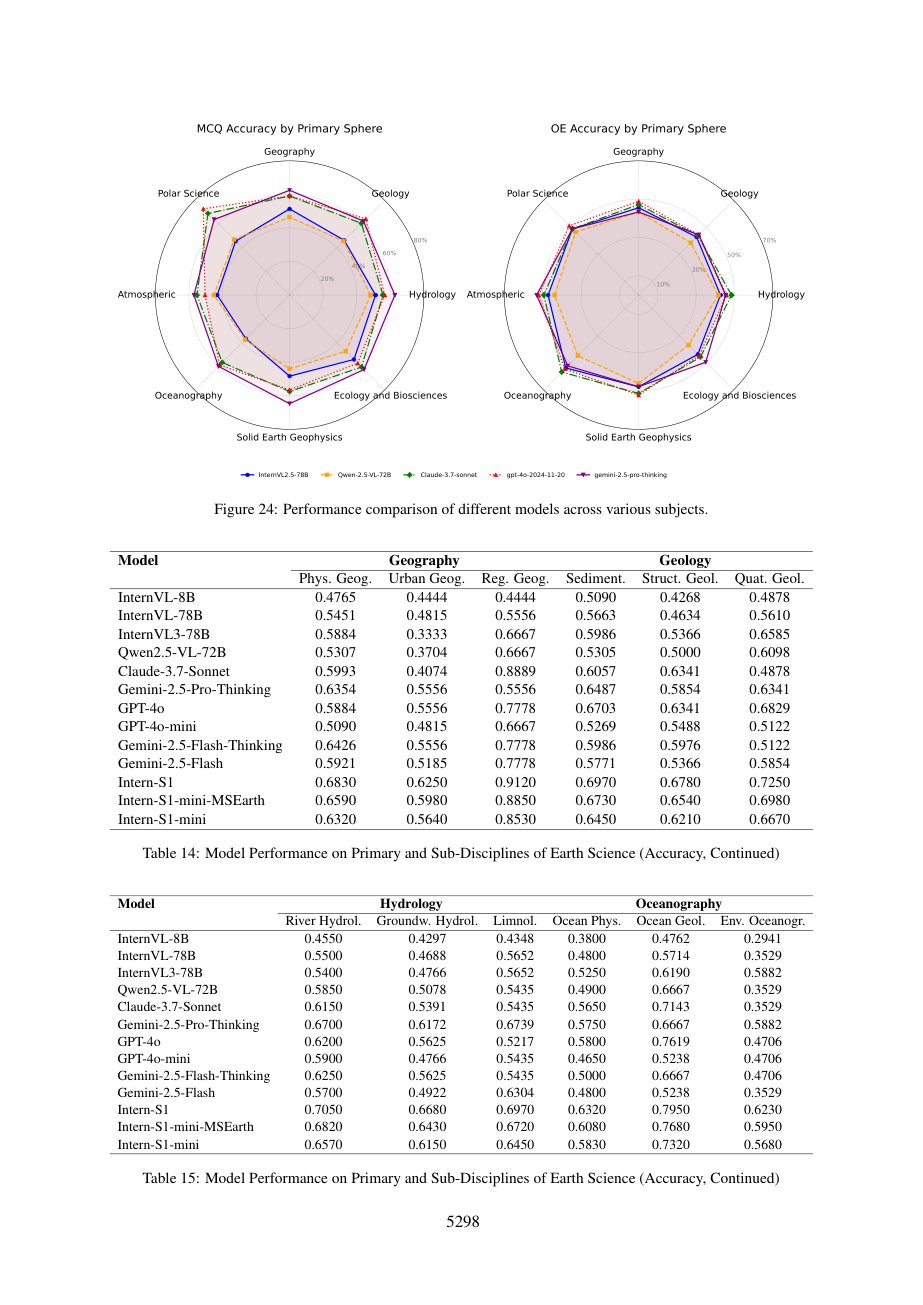 MCQ Accuracy by Primary Sphere
Geography
Polar Science
Geology
80%
60%
40%
20%
Atmospheric
Hydrology
Oceanography
Ecology and Biosciences
Solid Earth Geophysics
OE Accuracy by Primary Sphere
Geography
Polar Science
Geology
70%
50%
30%
10%
Atmospheric
Hydrology
Oceanography
Ecology and Biosciences
Solid Earth Geophysics
InternVL2.5-78B Qwen-2.5-VL-72B Claude-3.7-sonnet gpt-4o-2024-11-20 gemini-2.5-pro-thinking
Figure 24: Performance comparison of different models across various subjects.
Model Geography Geology
Phys. Geog. Urban Geog. Reg. Geog. Sediment. Struct. Geol. Quat. Geol.
InternVL-8B 0.4765 0.4444 0.4444 0.5090 0.4268 0.4878
InternVL-78B 0.5451 0.4815 0.5556 0.5663 0.4634 0.5610
InternVL3-78B 0.5884 0.3333 0.6667 0.5986 0.5366 0.6585
Qwen2.5-VL-72B 0.5307 0.3704 0.6667 0.5305 0.5000 0.6098
Claude-3.7-Sonnet 0.5993 0.4074 0.8889 0.6057 0.6341 0.4878
Gemini-2.5-Pro-Thinking 0.6354 0.5556 0.5556 0.6487 0.5854 0.6341
GPT-4o 0.5884 0.5556 0.7778 0.6703 0.6341 0.6829
GPT-4o-mini 0.5090 0.4815 0.6667 0.5269 0.5488 0.5122
Gemini-2.5-Flash-Thinking 0.6426 0.5556 0.7778 0.5986 0.5976 0.5122
Gemini-2.5-Flash 0.5921 0.5185 0.7778 0.5771 0.5366 0.5854
Intern-S1 0.6830 0.6250 0.9120 0.6970 0.6780 0.7250
Intern-S1-mini-MSEarth 0.6590 0.5980 0.8850 0.6730 0.6540 0.6980
Intern-S1-mini 0.6320 0.5640 0.8530 0.6450 0.6210 0.6670
Table 14: Model Performance on Primary and Sub-Disciplines of Earth Science (Accuracy, Continued)
Model Hydrology Oceanography
River Hydrol. Groundw. Hydrol. Limnol. Ocean Phys. Ocean Geol. Env. Oceanogr.
InternVL-8B 0.4550 0.4297 0.4348 0.3800 0.4762 0.2941
InternVL-78B 0.5500 0.4688 0.5652 0.4800 0.5714 0.3529
InternVL3-78B 0.5400 0.4766 0.5652 0.5250 0.6190 0.5882
Qwen2.5-VL-72B 0.5850 0.5078 0.5435 0.4900 0.6667 0.3529
Claude-3.7-Sonnet 0.6150 0.5391 0.5435 0.5650 0.7143 0.3529
Gemini-2.5-Pro-Thinking 0.6700 0.6172 0.6739 0.5750 0.6667 0.5882
GPT-4o 0.6200 0.5625 0.5217 0.5800 0.7619 0.4706
GPT-4o-mini 0.5900 0.4766 0.5435 0.4650 0.5238 0.4706
Gemini-2.5-Flash-Thinking 0.6250 0.5625 0.5435 0.5000 0.6667 0.4706
Gemini-2.5-Flash 0.5700 0.4922 0.6304 0.4800 0.5238 0.3529
Intern-S1 0.7050 0.6680 0.6970 0.6320 0.7950 0.6230
Intern-S1-mini-MSEarth 0.6820 0.6430 0.6720 0.6080 0.7680 0.5950
Intern-S1-mini 0.6570 0.6150 0.6450 0.5830 0.7320 0.5680
Table 15: Model Performance on Primary and Sub-Disciplines of Earth Science (Accuracy, Continued)
5298